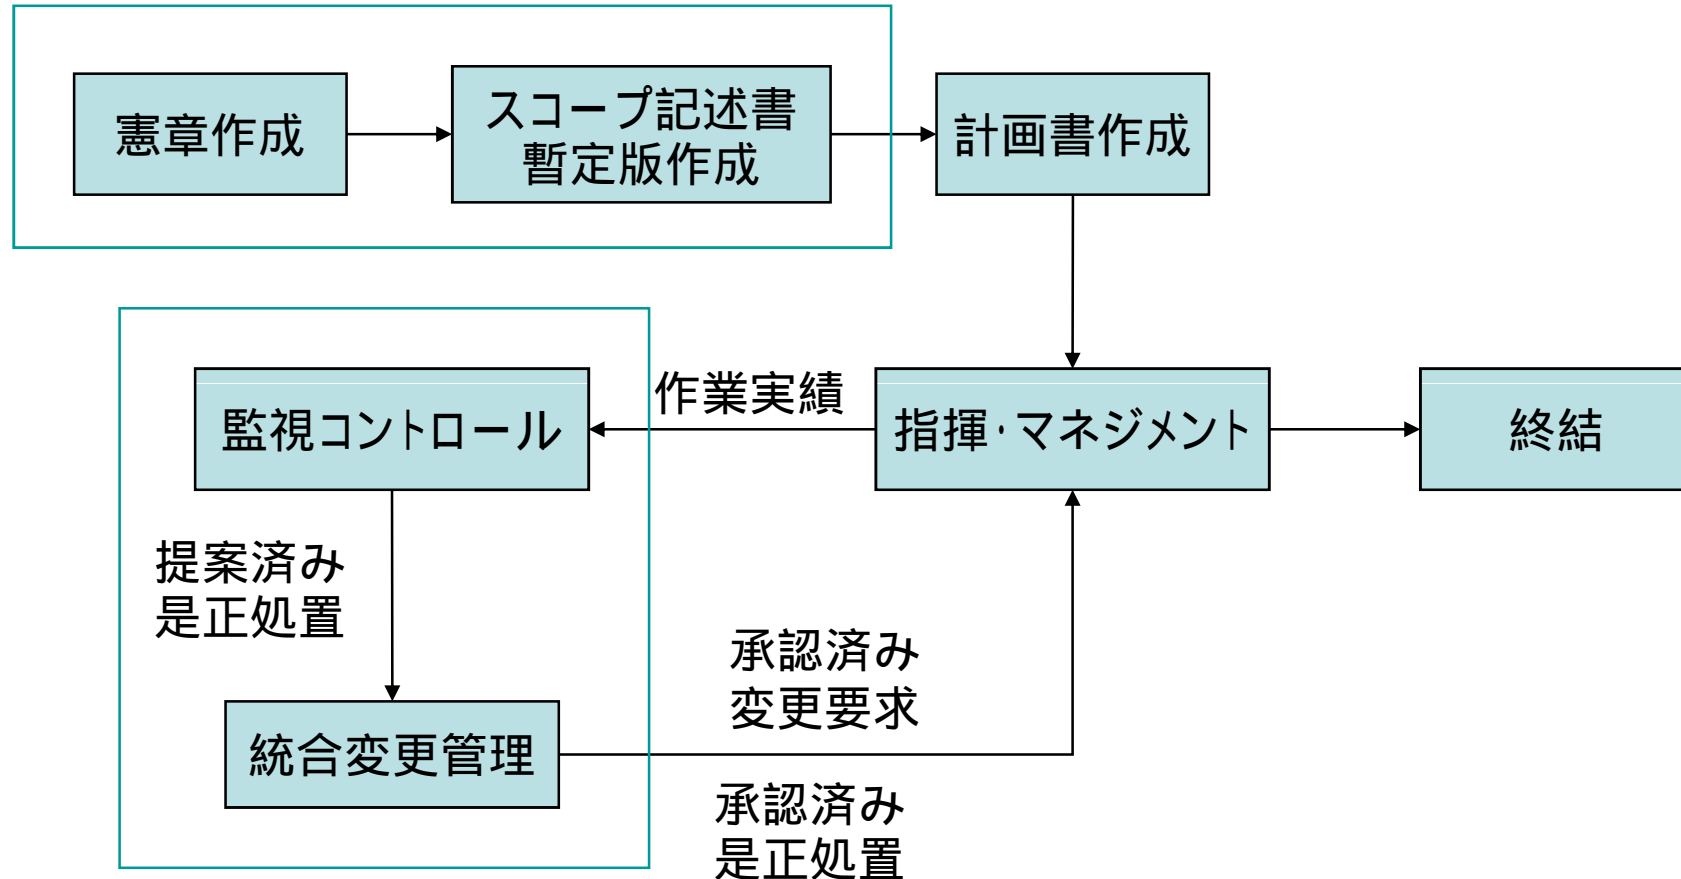 憲章作成
スコープ記述書
暫定版作成
計画書作成
監視コントロール
作業実績
指揮・マネジメント
終結
提案済み
是正処置
承認済み
変更要求
統合変更管理
承認済み
是正処置